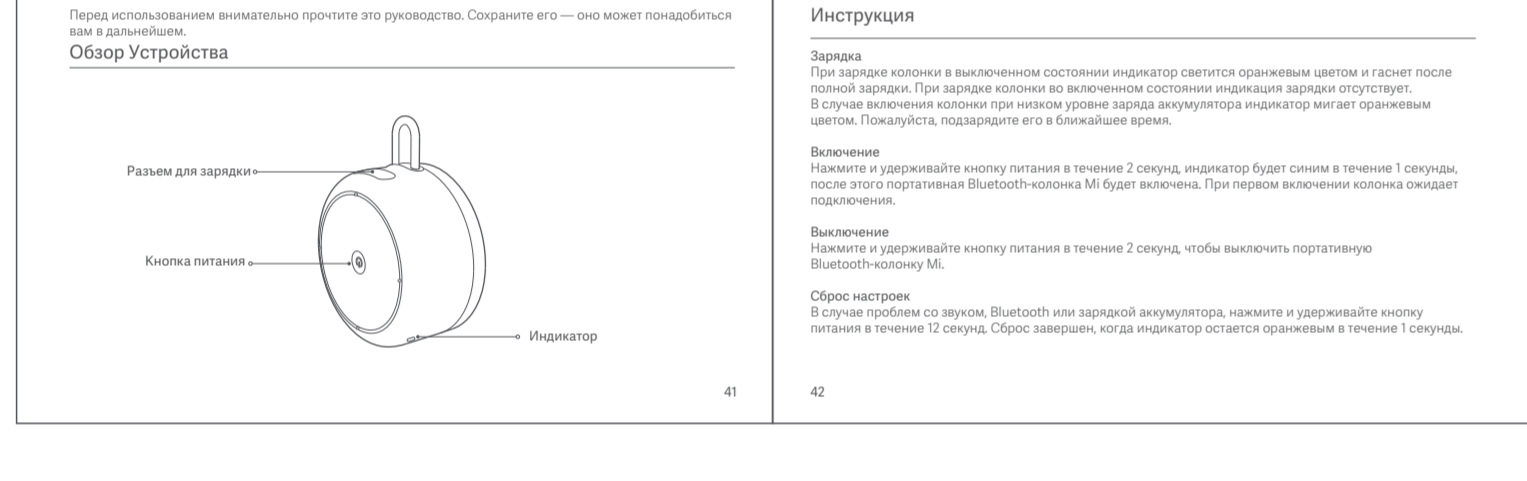 Перед использованием внимательно прочтите это руководство. Сохраните его — оно может понадобиться
вам в дальнейшем.
Обзор Устройства
Разъем для зарядки
Кнопка питания
Индикатор
41
Инструкция
Зарядка
При зарядке колонки в выключенном состоянии индикатор светится оранжевым цветом и гаснет после
полной зарядки. При зарядке колонки во включенном состоянии индикация зарядки отсутствует.
В случае включения колонки при низком уровне заряда аккумулятора индикатор мигает оранжевым
цветом. Пожалуйста, подзарядите его в ближайшее время.
Включение
Нажмите и удерживайте кнопку питания в течение 2 секунд, индикатор будет синим в течение 1 секунды,
после этого портативная Bluetooth-колонка Mi будет включена. При первом включении колонка ожидает
подключения.
Выключение
Нажмите и удерживайте кнопку питания в течение 2 секунд, чтобы выключить портативную
Bluetooth-колонку Mi.
Сброс настроек
В случае проблем со звуком, Bluetooth или зарядкой аккумулятора, нажмите и удерживайте кнопку
питания в течение 12 секунд. Сброс завершен, когда индикатор остается оранжевым в течение 1 секунды.
42